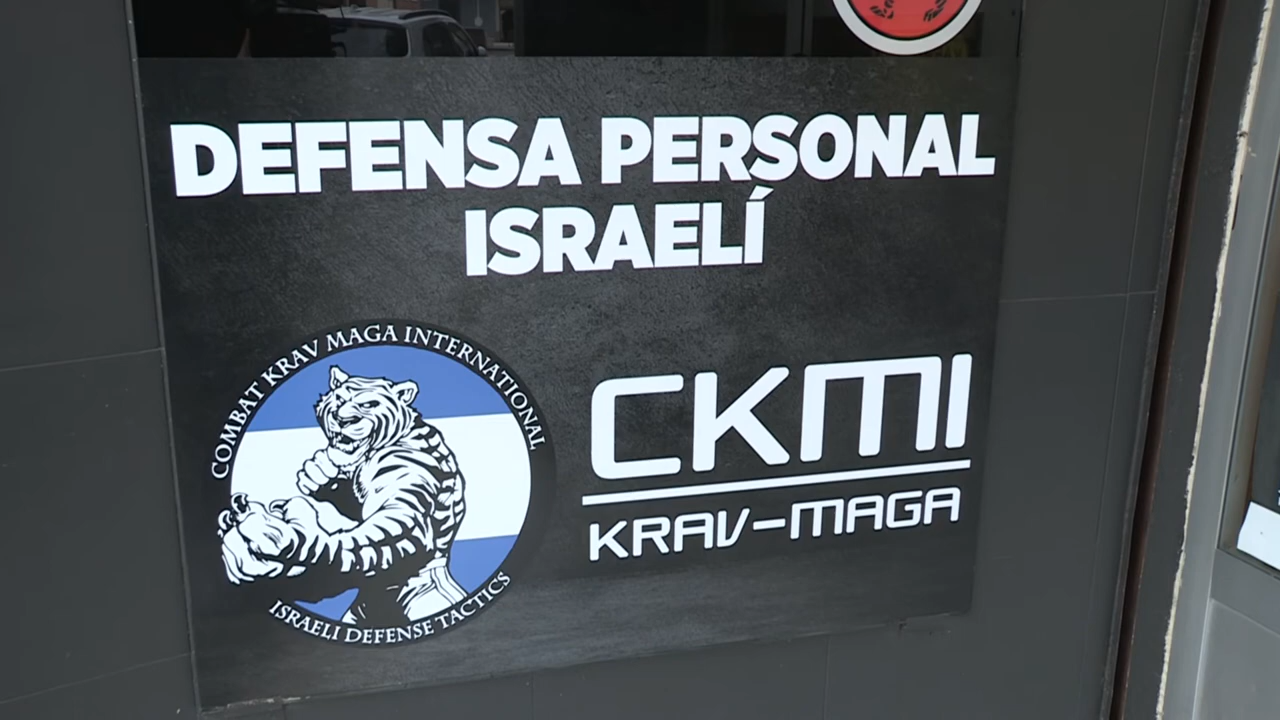 DEFENSA PERSONAL
ISRAELÍ
COMBAT KRAV MAGA INTERNATIONAL
ISRAELI DEFENSE TACTICS
CKMI
KRAV-MAGA